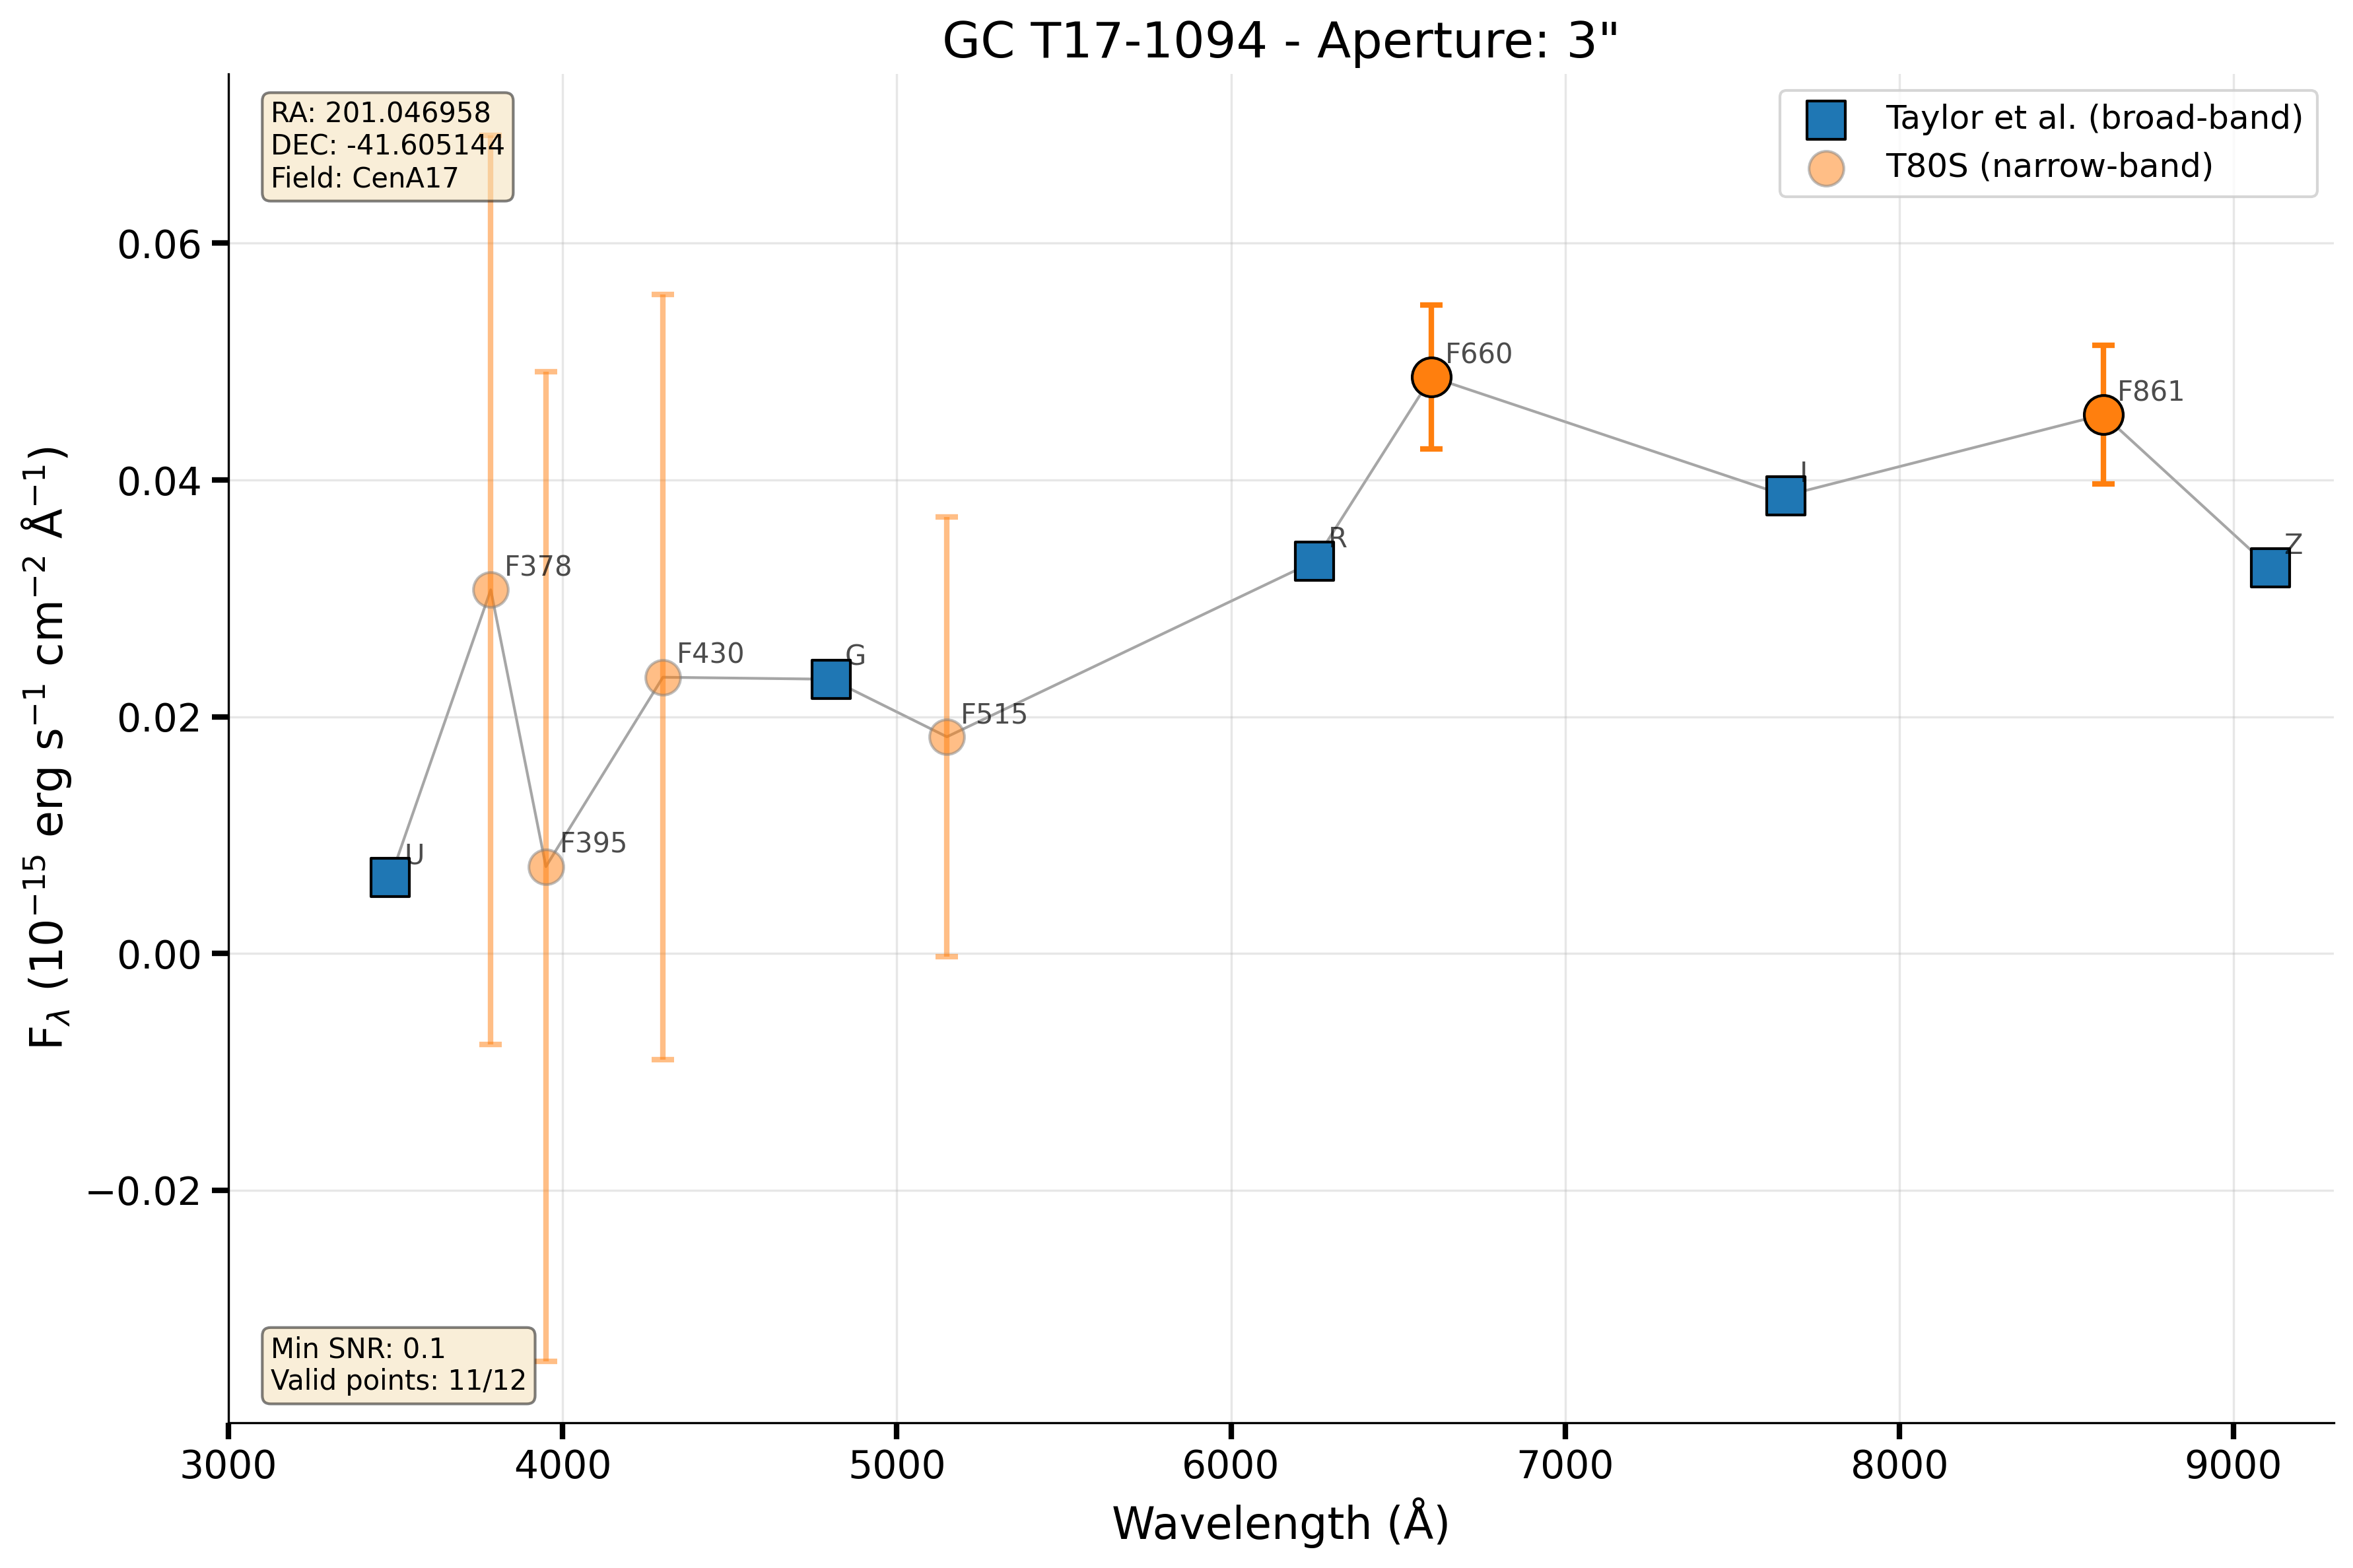 GC T17-1094 - Aperture: 3"
RA: 201.046958
DEC: -41.605144
Field: CenA17
Taylor et al. (broad-band)
T80S (narrow-band)
0.06
0.04
0.02
0.00
−0.02
F$_λ$ (10⁻¹⁵ erg s⁻¹ cm⁻² Å⁻¹)
U
F378
F395
F430
G
F515
R
F660
I
F861
Z
Min SNR: 0.1
Valid points: 11/12
3000 4000 5000 6000 7000 8000 9000
Wavelength (Å)